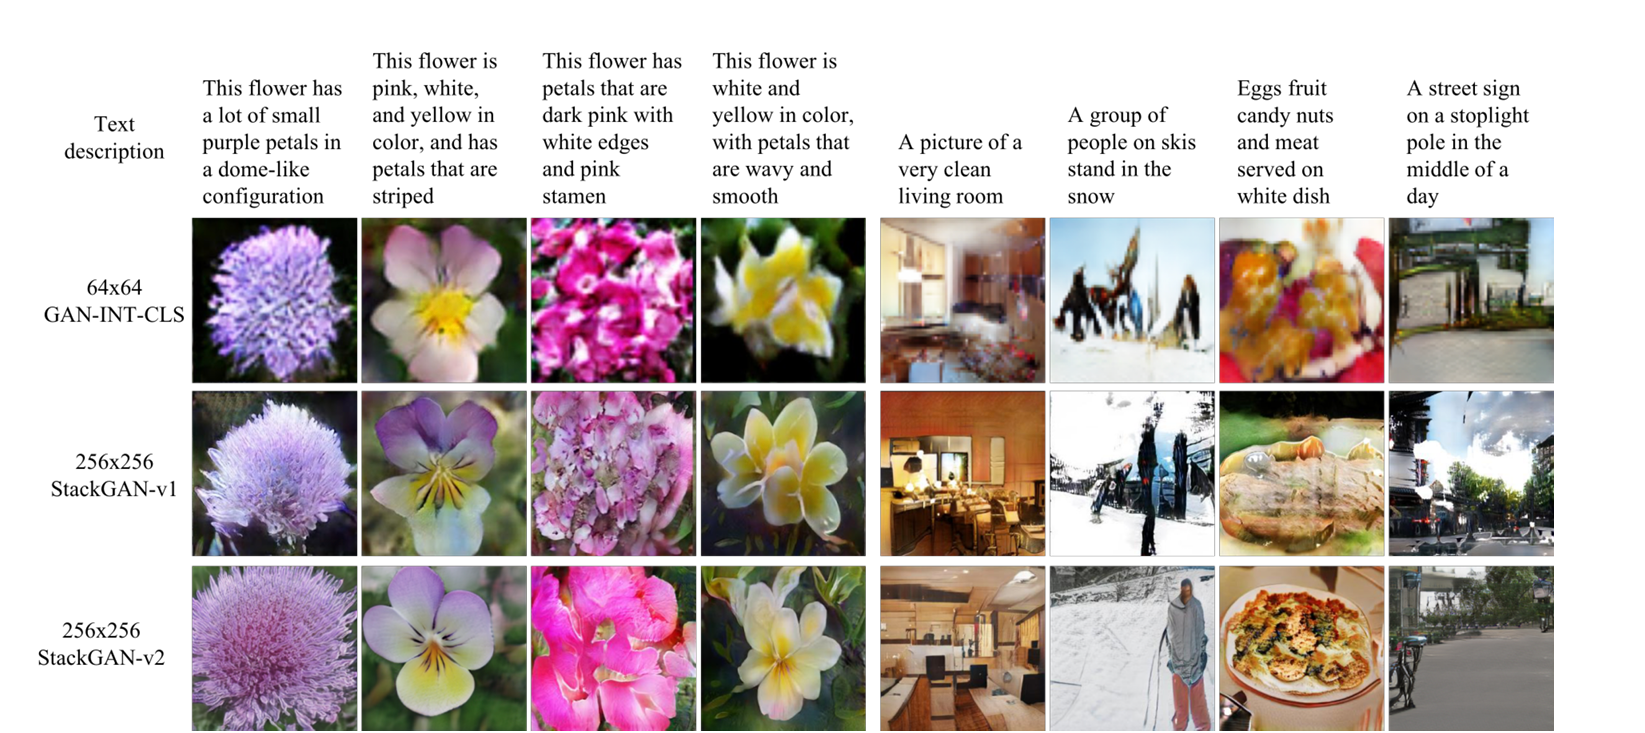 Text
description
This flower has
a lot of small
purple petals in
a dome-like
configuration
This flower is
pink, white,
and yellow in
color, and has
petals that are
striped
This flower has
petals that are
dark pink with
white edges
and pink
stamen
This flower is
white and
yellow in color,
with petals that
are wavy and
smooth
A picture of a
very clean
living room
A group of
people on skis
stand in the
snow
Eggs fruit
candy nuts
and meat
served on
white dish
A street sign
on a stoplight
pole in the
middle of a
day
64x64
GAN-INT-CLS
256x256
StackGAN-v1
256x256
StackGAN-v2